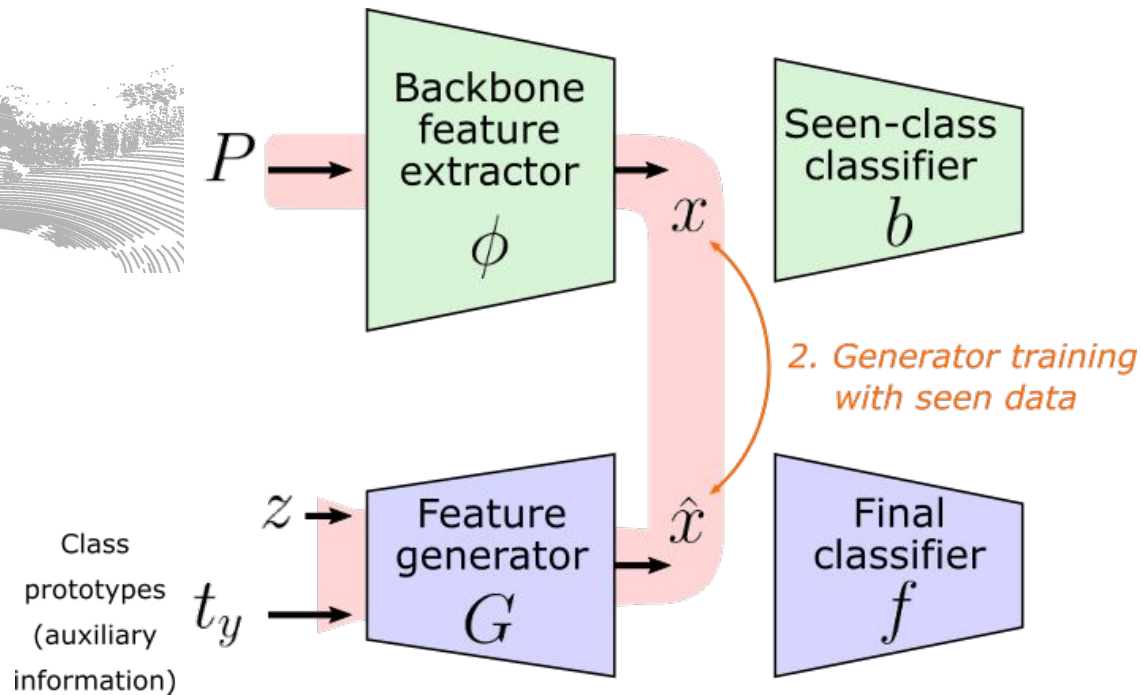 P
Backbone
feature
extractor
ϕ
x
Seen-class
classifier
b
2. Generator training
with seen data
z
Class
prototypes
(auxiliary
information)
t_y
Feature
generator
G
x̂
Final
classifier
f